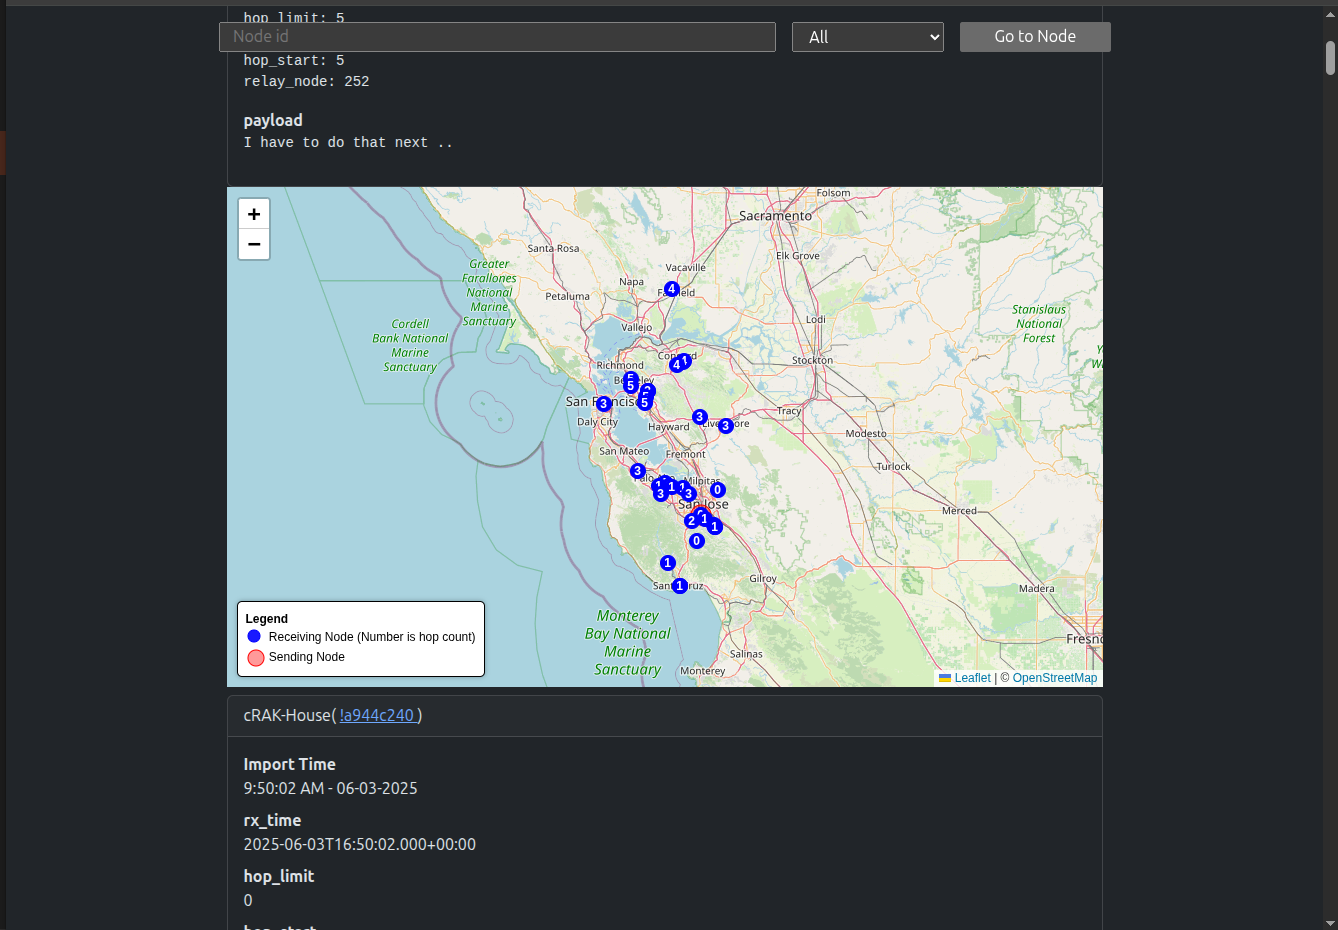 hop_limit: 5
Node id
All
Go to Node
hop_start: 5
relay_node: 252
payload
I have to do that next ..
+
−
Folsom
Sacramento
Santa Rosa
Elk Grove
Greater
Farallones
National
Marine
Sanctuary
Vacaville
Napa
4
Petaluma
Stanislaus
National
Forest
Lodi
Cordell
Bank National
Marine
Sanctuary
Vallejo
Concord
4
Stockton
Richmond
5
Berkeley
5
San Francisco
3
5
Tracy
Daly City
Hayward
3
Livermore
3
Modesto
San Mateo
Fremont
Turlock
3
Palo Alto
Milpitas
1
1
3
3
0
San Jose
Merced
2
1
1
0
1
Santa Cruz
1
Gilroy
Madera
Monterey
Bay National
Marine
Sanctuary
Fresno
Salinas
Monterey
Legend
Receiving Node (Number is hop count)
Sending Node
Leaflet | © OpenStreetMap
cRAK-House( !a944c240 )
Import Time
9:50:02 AM - 06-03-2025
rx_time
2025-06-03T16:50:02.000+00:00
hop_limit
0
hop_start